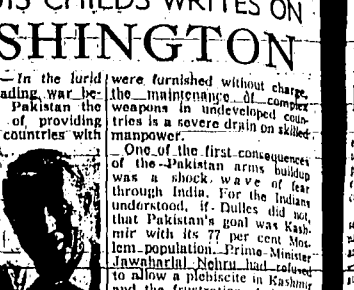 CHILDS WRITES ON
SHINGTON
In the lurid
ading war be-
Pakistan the
of providing
countries with
were furnished without charge,
the maintenance of complex
weapons in undeveloped coun-
tries is a severe drain on skilled
manpower.
One of the first consequences
of the Pakistan arms buildup
was a shock wave of fear
through India. For the Indians
understood, if Dulles did not,
that Pakistan's goal was Kash-
mir with its 77 per cent Mos-
lem population. Prime Minister
Jawaharlal Nehru had refused
to allow a plebiscite in Kashmir
and the